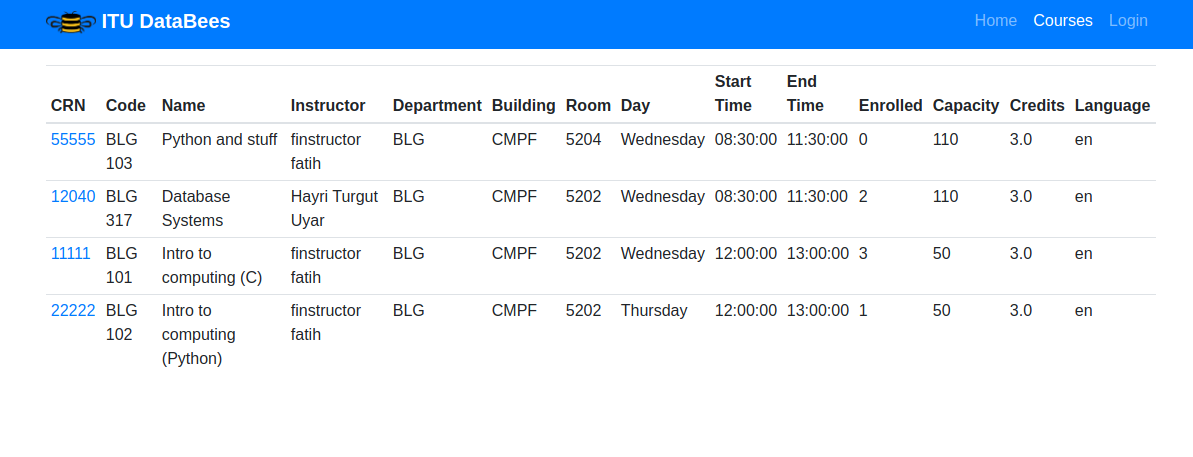 ITU DataBees Home Courses Login
Start End
CRN Code Name Instructor Department Building Room Day Time Time Enrolled Capacity Credits Language
55555 BLG Python and stuff finstructor BLG CMPF 5204 Wednesday 08:30:00 11:30:00 0 110 3.0 en
103 fatih
12040 BLG Database Hayri Turgut BLG CMPF 5202 Wednesday 08:30:00 11:30:00 2 110 3.0 en
317 Systems Uyar
11111 BLG Intro to finstructor BLG CMPF 5202 Wednesday 12:00:00 13:00:00 3 50 3.0 en
101 computing (C) fatih
22222 BLG Intro to finstructor BLG CMPF 5202 Thursday 12:00:00 13:00:00 1 50 3.0 en
102 computing fatih
(Python)